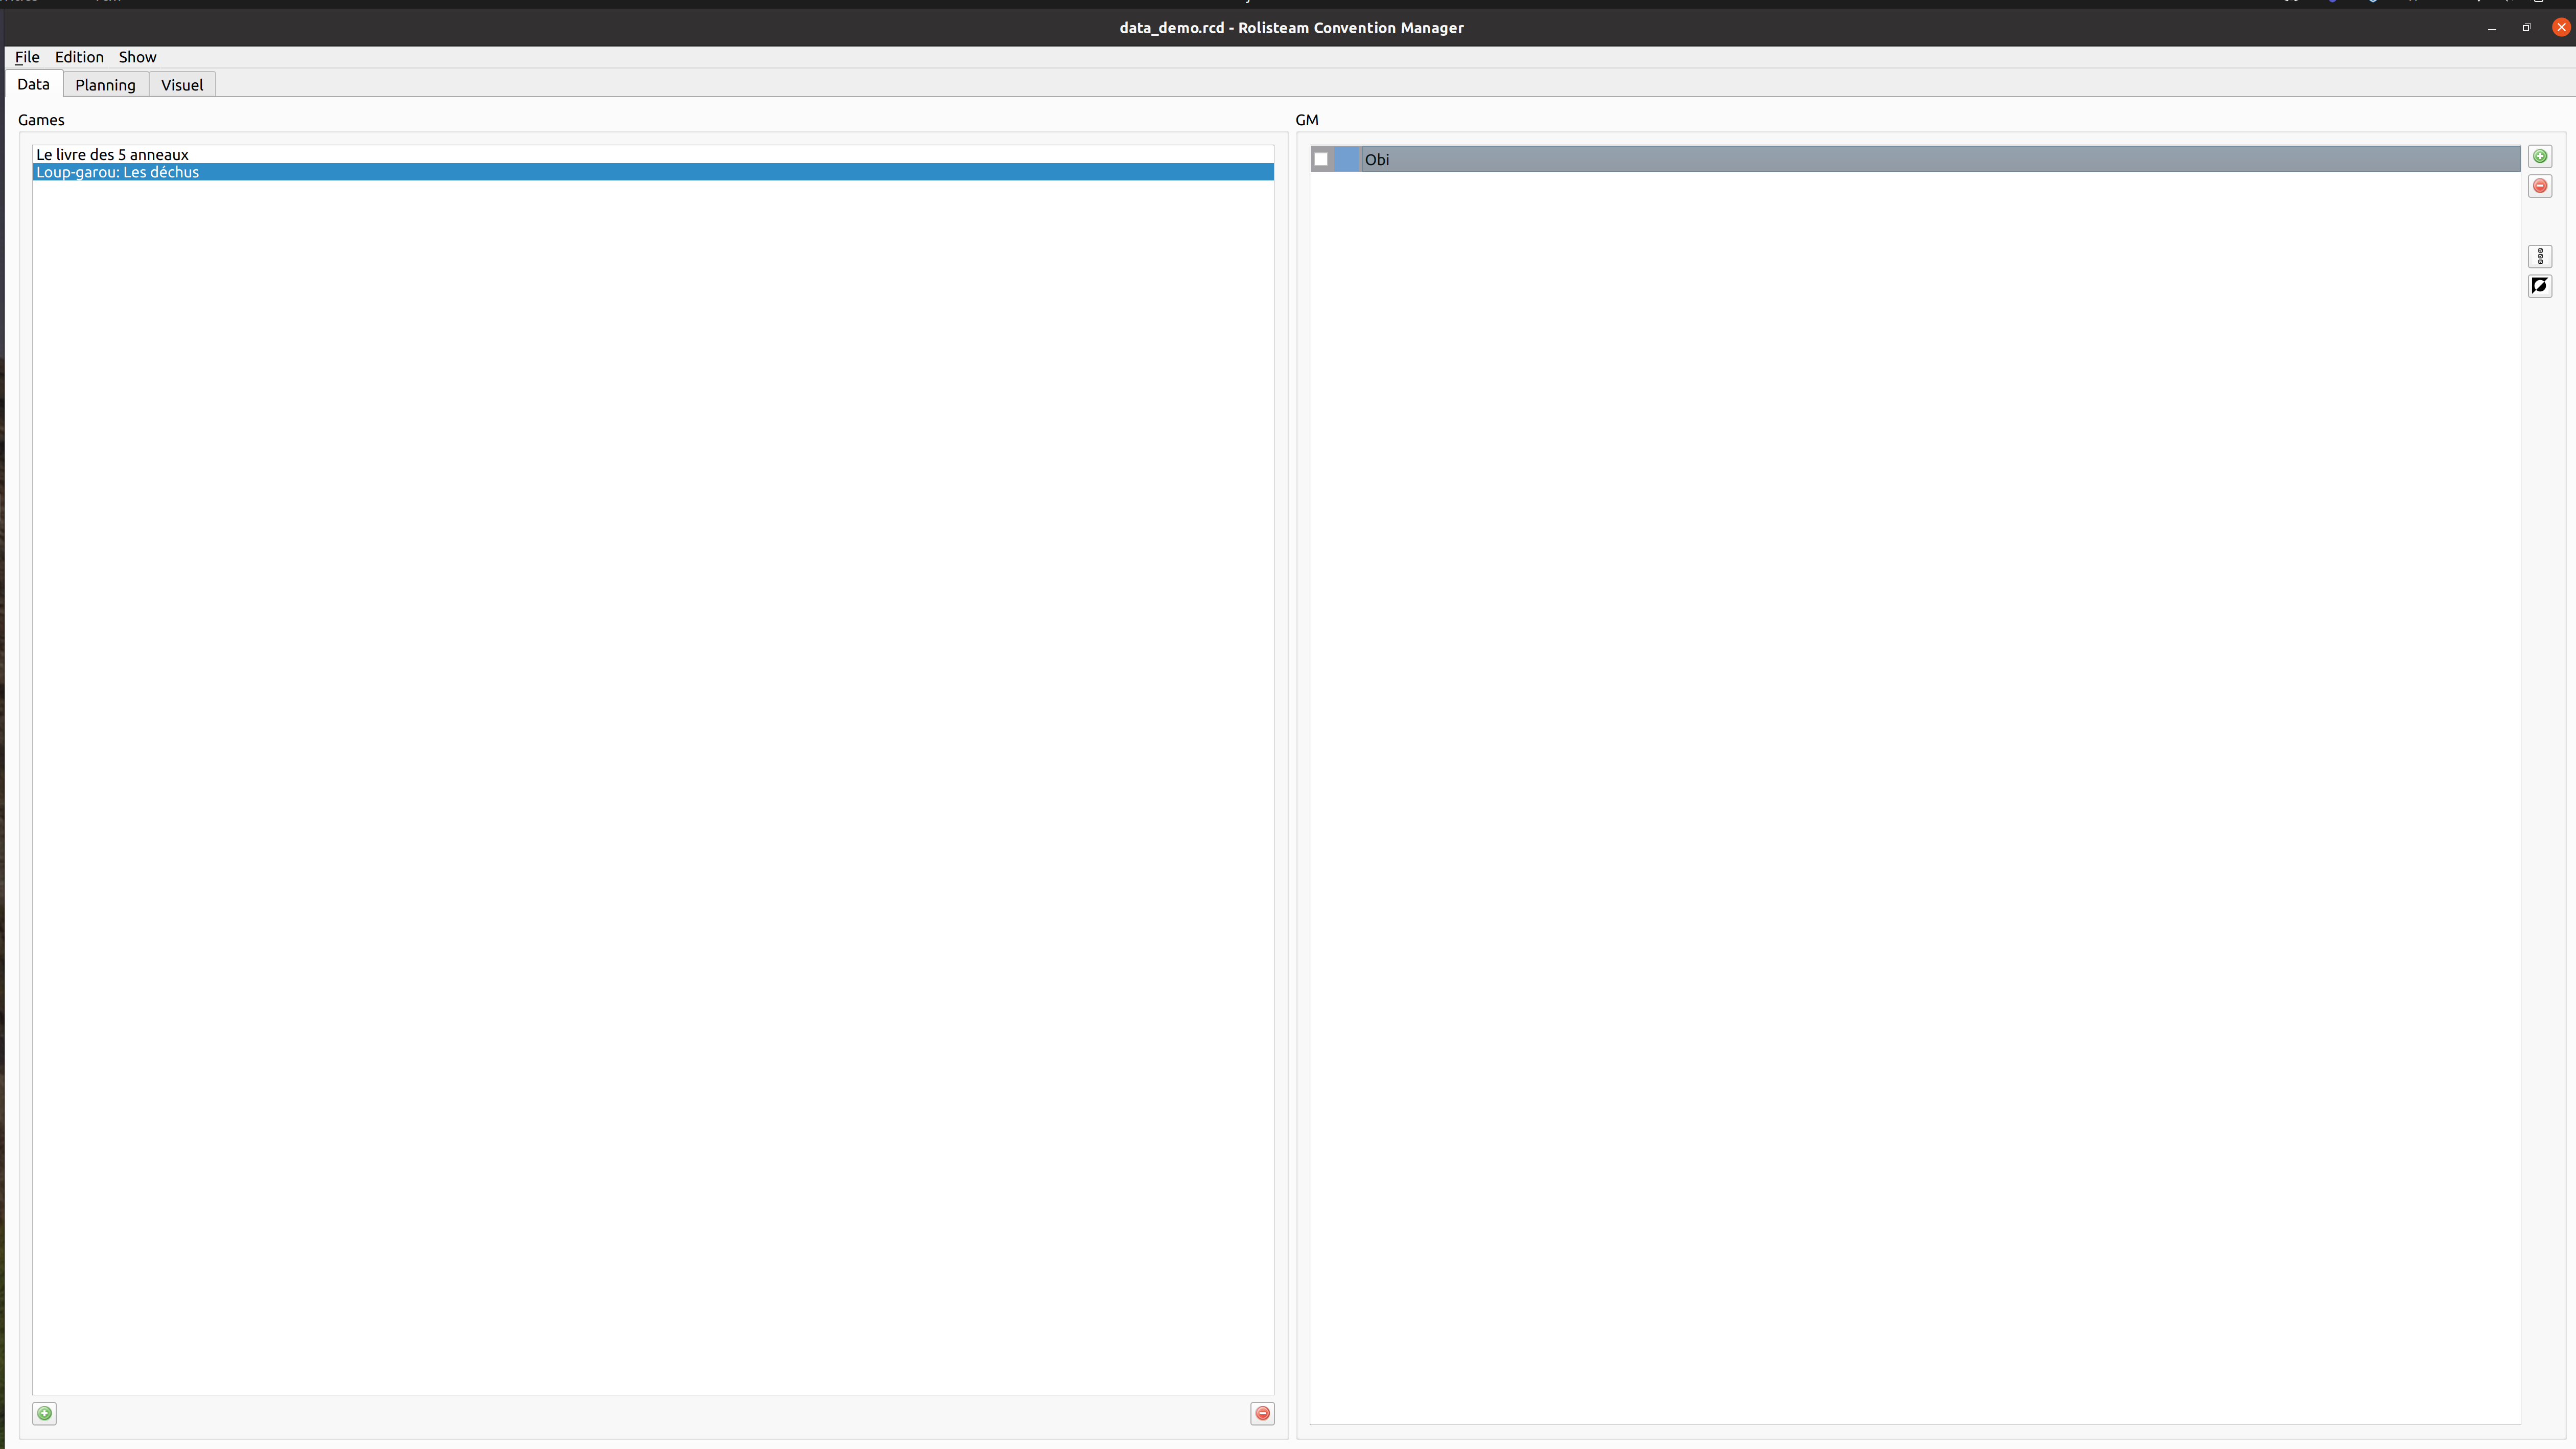 data_demo.rcd - Rolisteam Convention Manager
File Edition Show
Data Planning Visuel
Games
GM
Le livre des 5 anneaux
Loup-garou: Les déchus
Obi